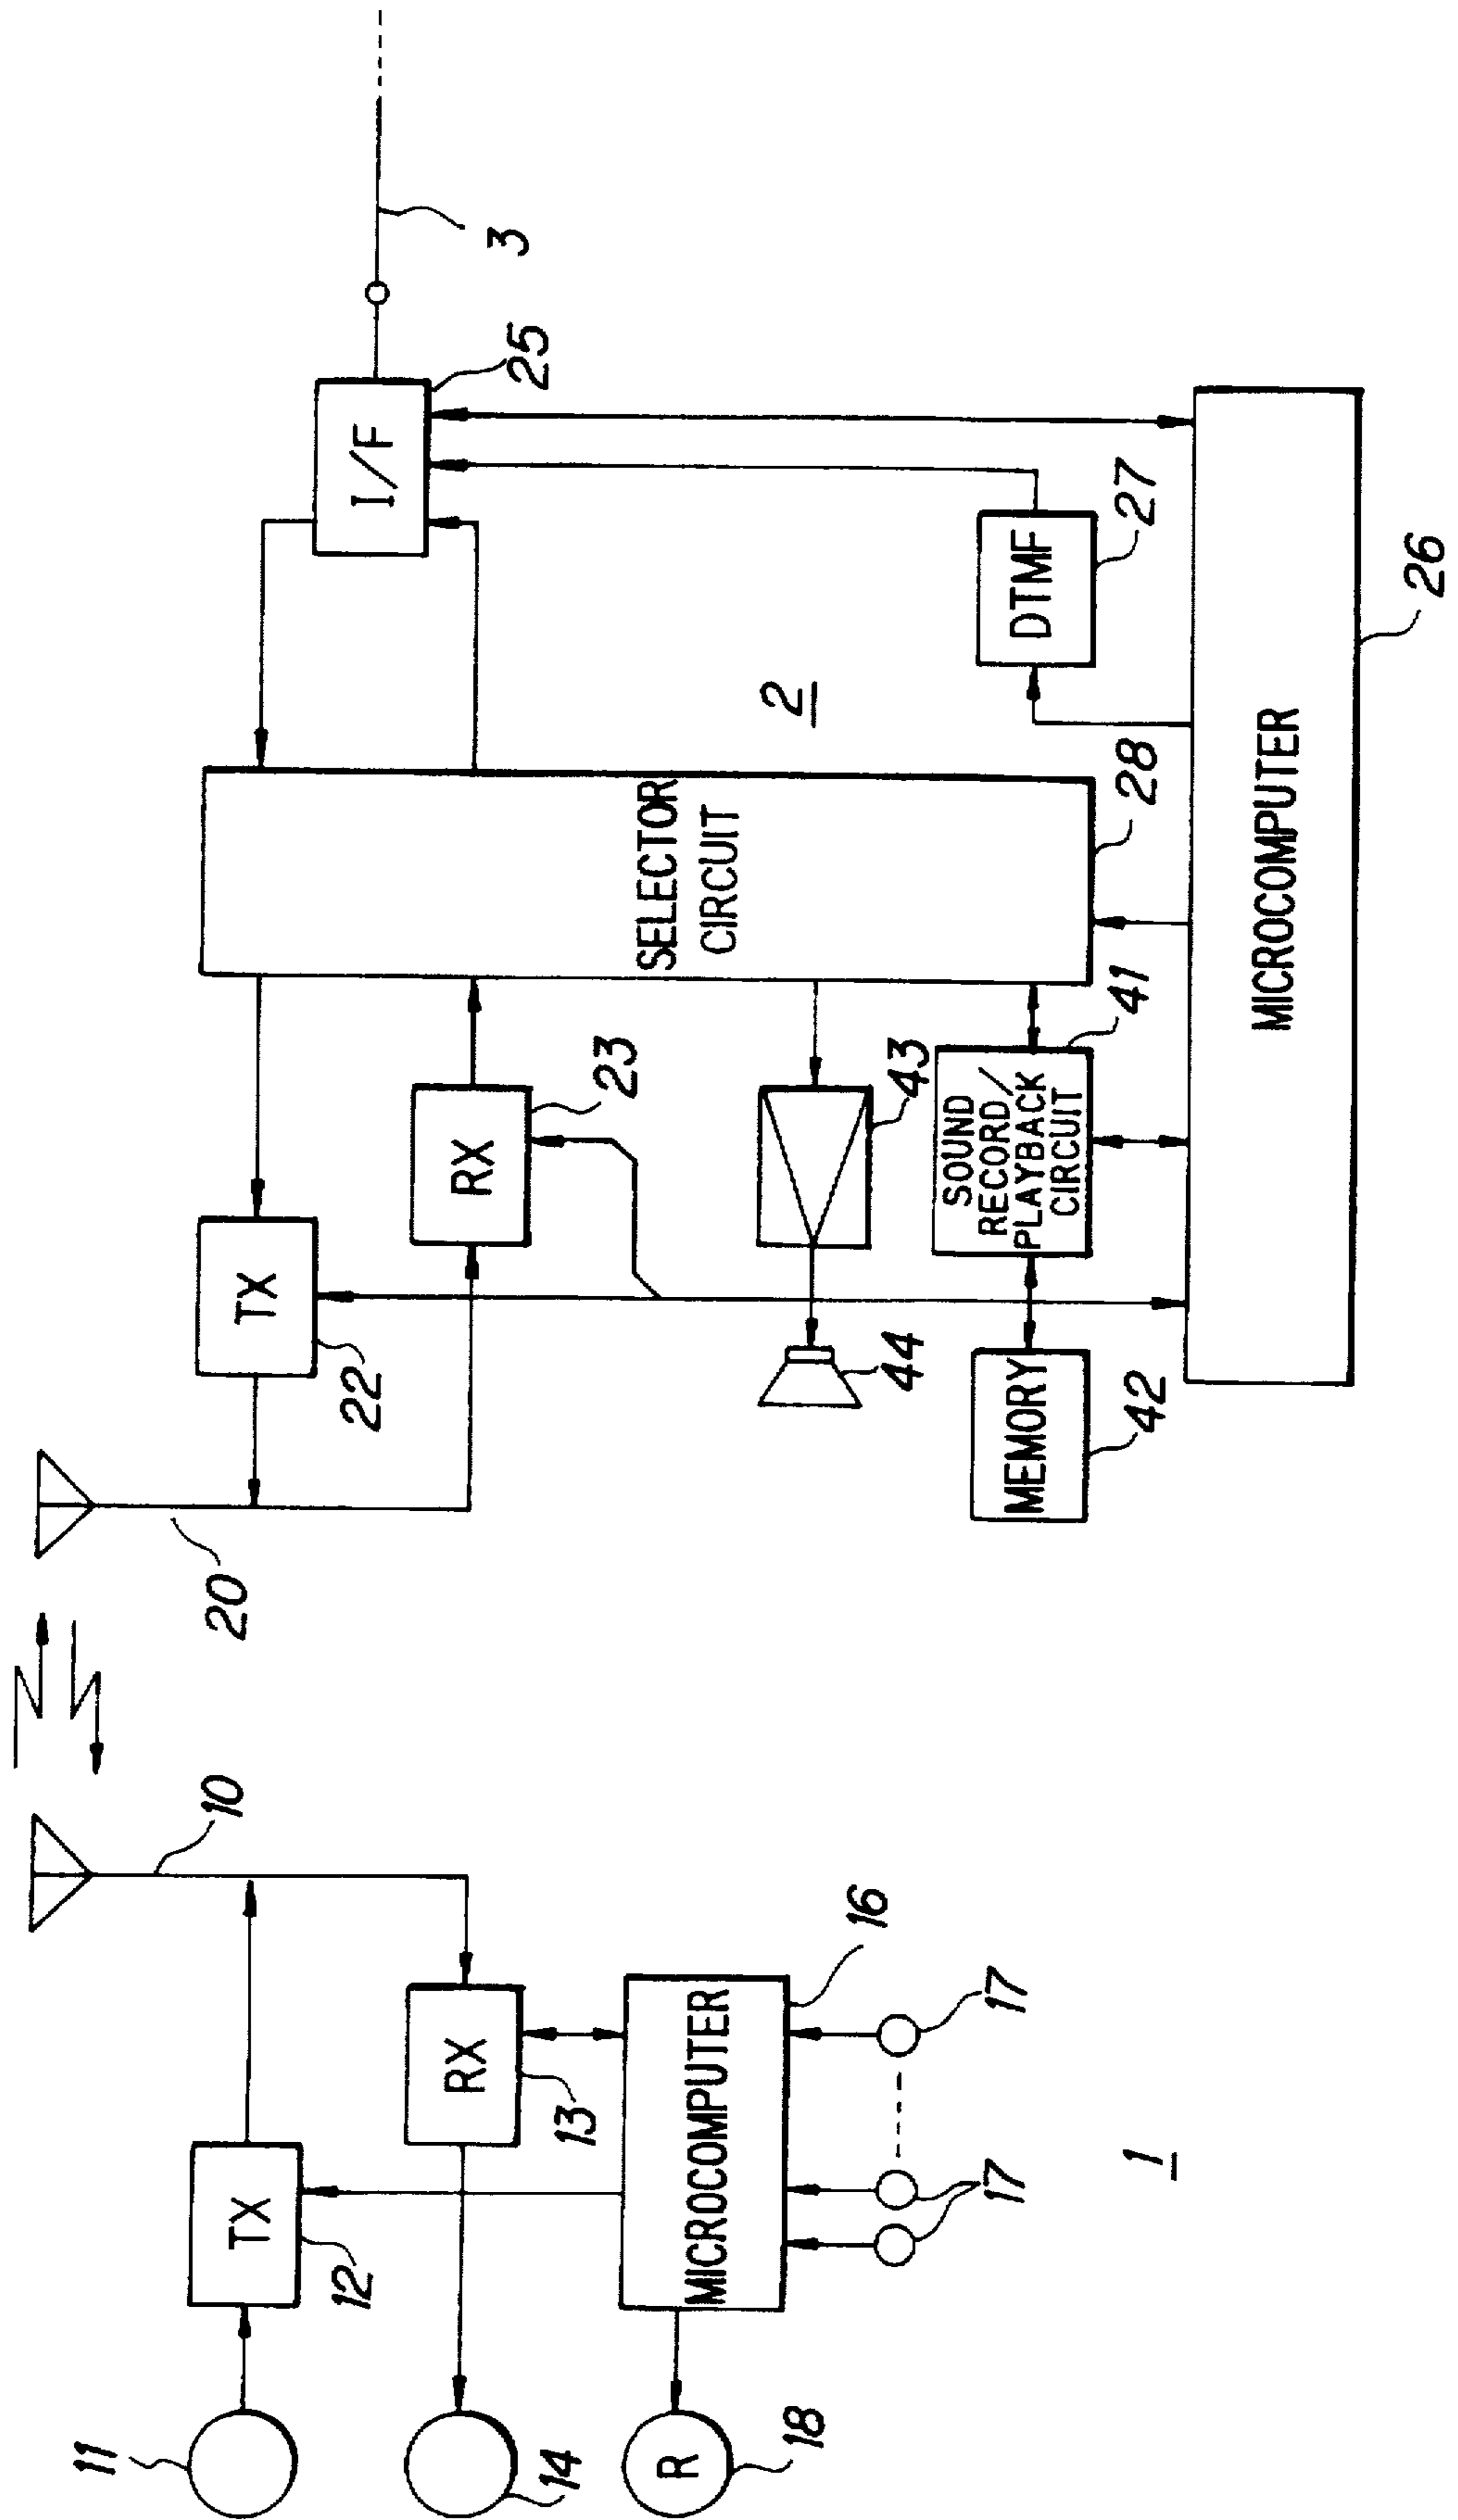 11
TX
12
10
RX
13
14
MICROCOMPUTER
16
R
18
17
17
1
20
TX
22
RX
23
SELECTOR
CIRCUIT
28
I/F
25
3
2
43
44
SOUND
RECORD/
PLAYBACK
CIRCUIT
41
MEMORY
42
DTMF
27
MICROCOMPUTER
26